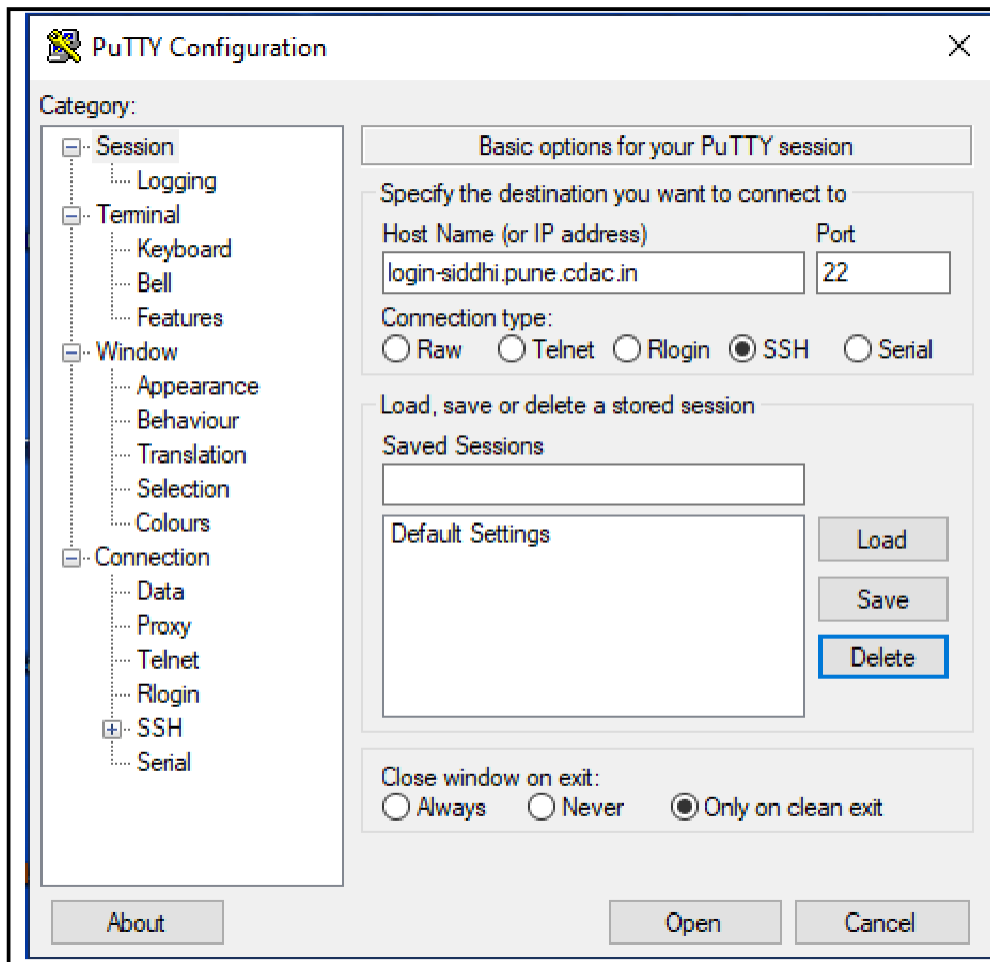 PuTTY Configuration
Category:
Session
Logging
Terminal
Keyboard
Bell
Features
Window
Appearance
Behaviour
Translation
Selection
Colours
Connection
Data
Proxy
Telnet
Rlogin
SSH
Serial
Basic options for your PuTTY session
Specify the destination you want to connect to
Host Name (or IP address) Port
login-siddhi.pune.cdac.in 22
Connection type:
Raw Telnet Rlogin SSH Serial
Load, save or delete a stored session
Saved Sessions
Default Settings
Load
Save
Delete
Close window on exit:
Always Never Only on clean exit
About Open Cancel